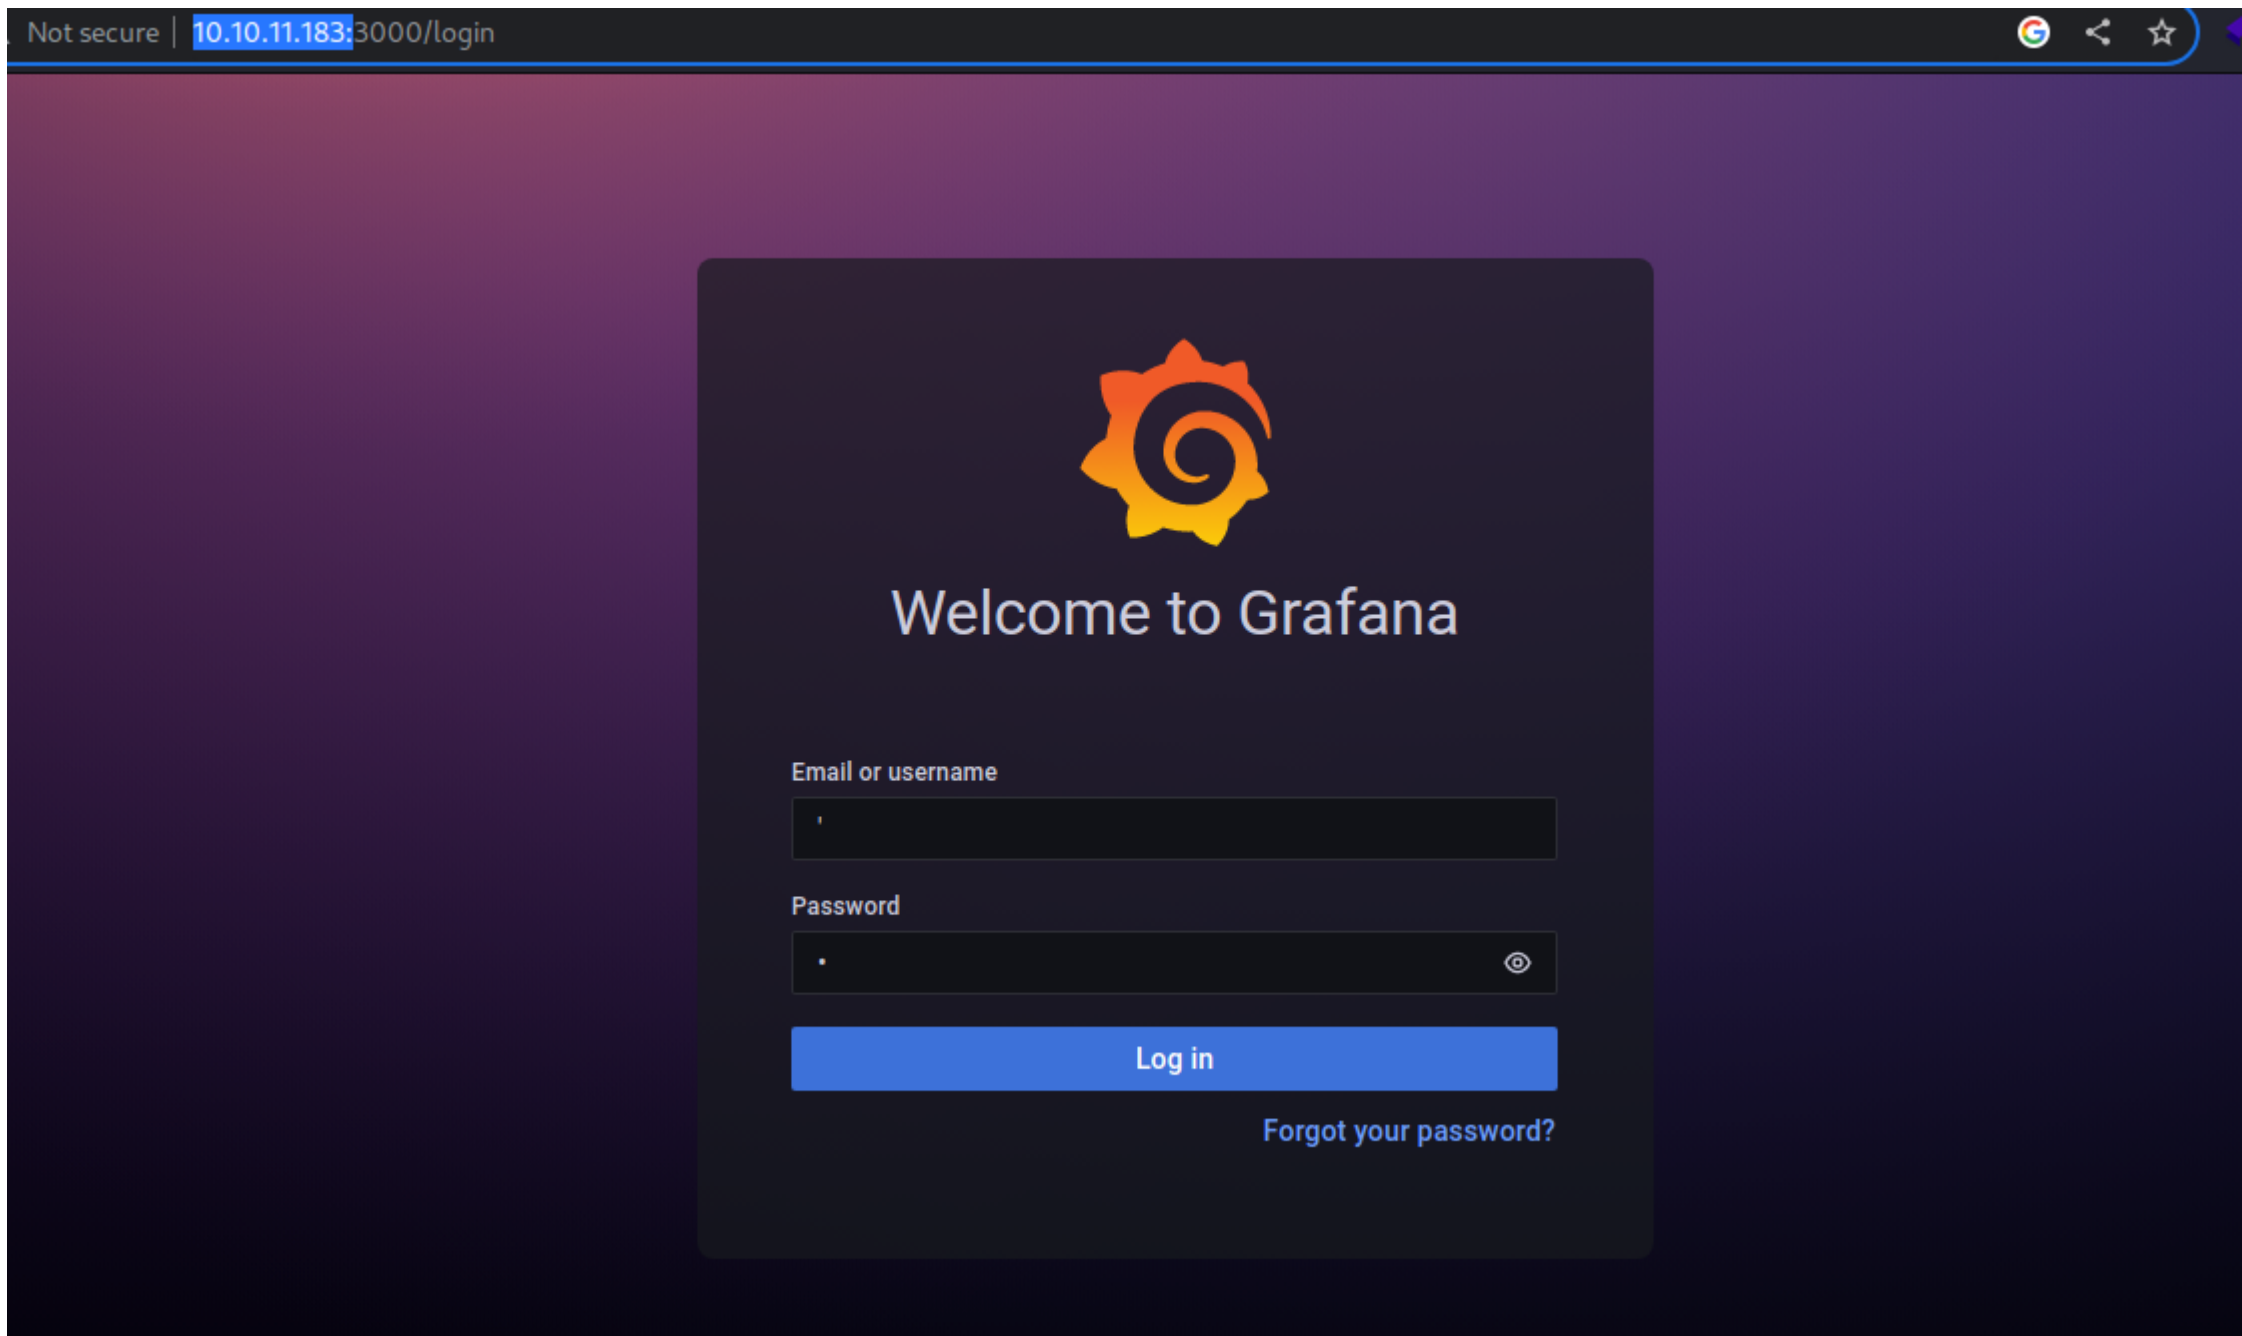 Not secure | 10.10.11.183:3000/login
Welcome to Grafana
Email or username
'
Password
•
Log in
Forgot your password?